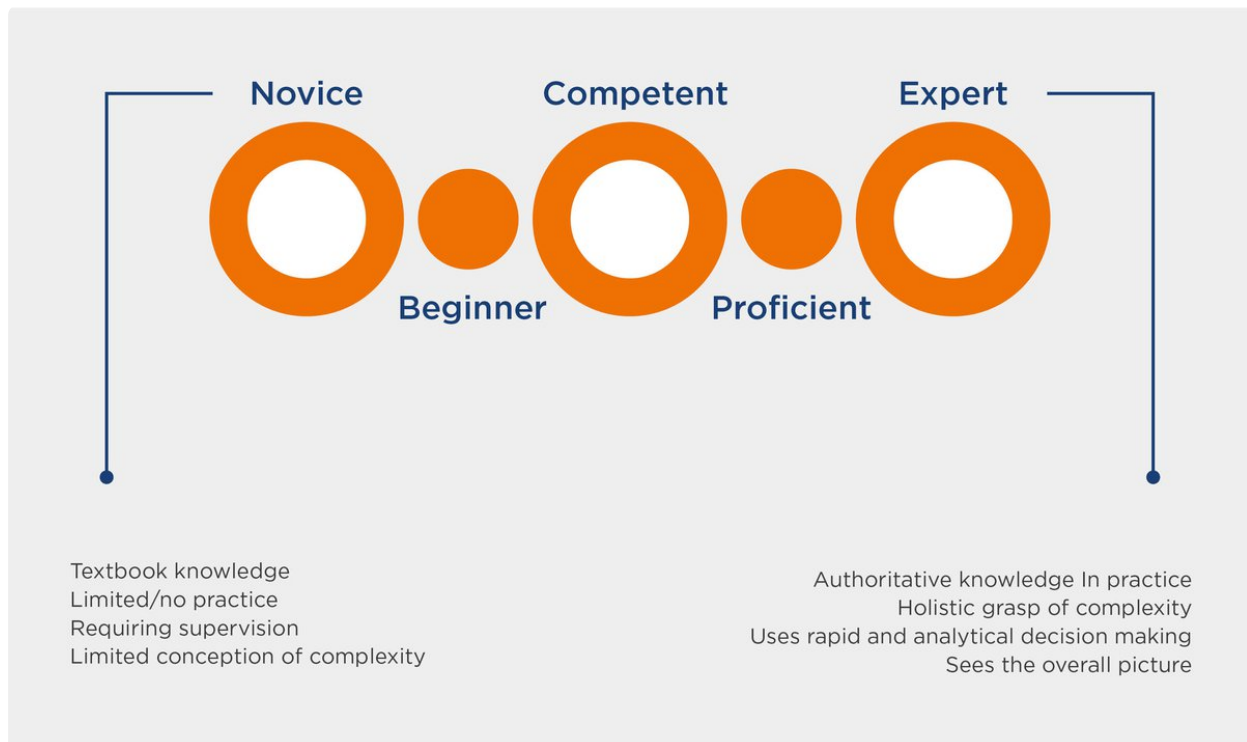 Novice
Competent
Expert
Beginner
Proficient
Textbook knowledge
Limited/no practice
Requiring supervision
Limited conception of complexity
Authoritative knowledge In practice
Holistic grasp of complexity
Uses rapid and analytical decision making
Sees the overall picture